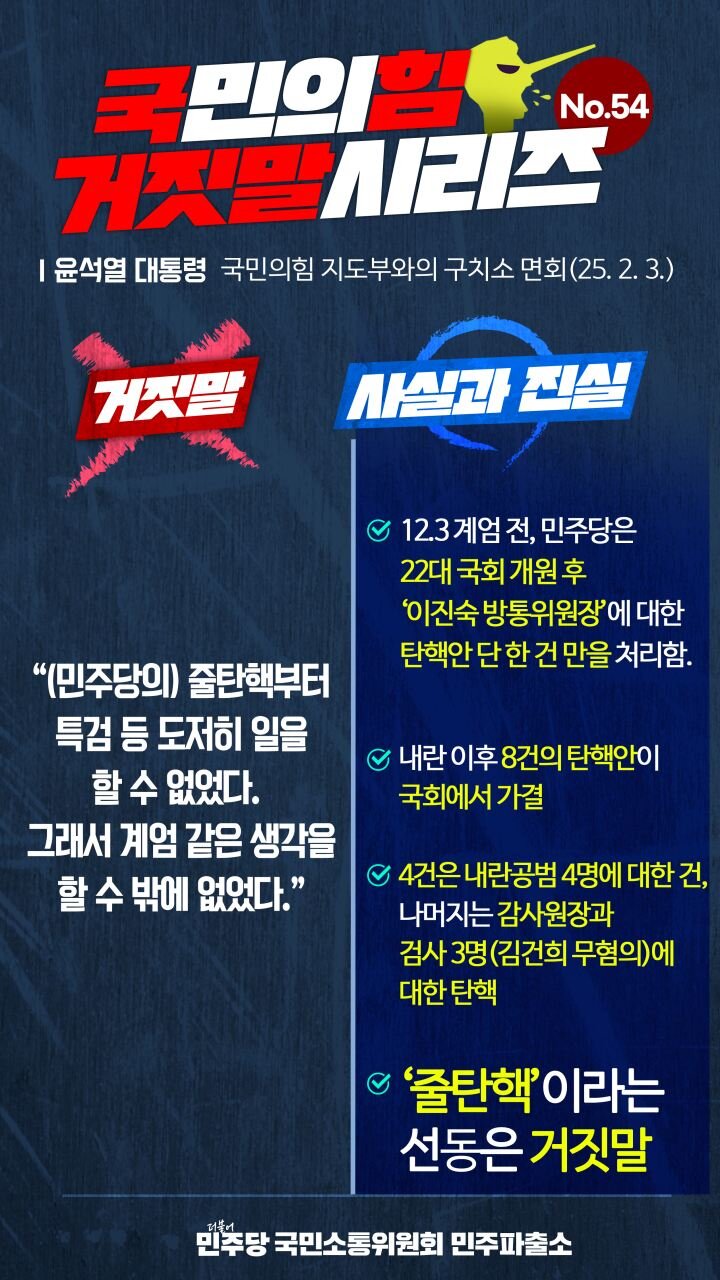 국민의힘
No.54
거짓말시리즈
| 윤석열 대통령 국민의힘 지도부와의 구치소 면회(25. 2. 3.)
거짓말
사실과 진실
“(민주당의) 줄탄핵부터
특검 등 도저히 일을
할 수 없었다.
그래서 계엄 같은 생각을
할 수 밖에 없었다.”
12.3 계엄 전, 민주당은
22대 국회 개원 후
‘이진숙 방통위원장’에 대한
탄핵안 단 한 건 만을 처리함.
내란 이후 8건의 탄핵안이
국회에서 가결
4건은 내란공범 4명에 대한 건,
나머지는 감사원장과
검사 3명(김건희 무혐의)에
대한 탄핵
‘줄탄핵’이라는
선동은 거짓말
더불어
민주당 국민소통위원회 민주파출소